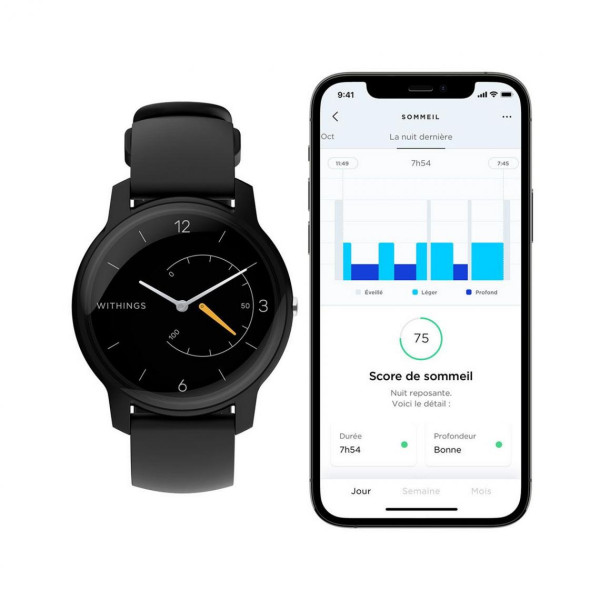 12
0
WITHINGS
50
3
100
6
9:41
SOMMEIL
Oct
La nuit dernière
11:49
7h54
7:45
Éveillé
Léger
Profond
75
Score de sommeil
Nuit reposante.
Voici le détail :
Durée
7h54
Profondeur
Bonne
Jour
Semaine
Mois